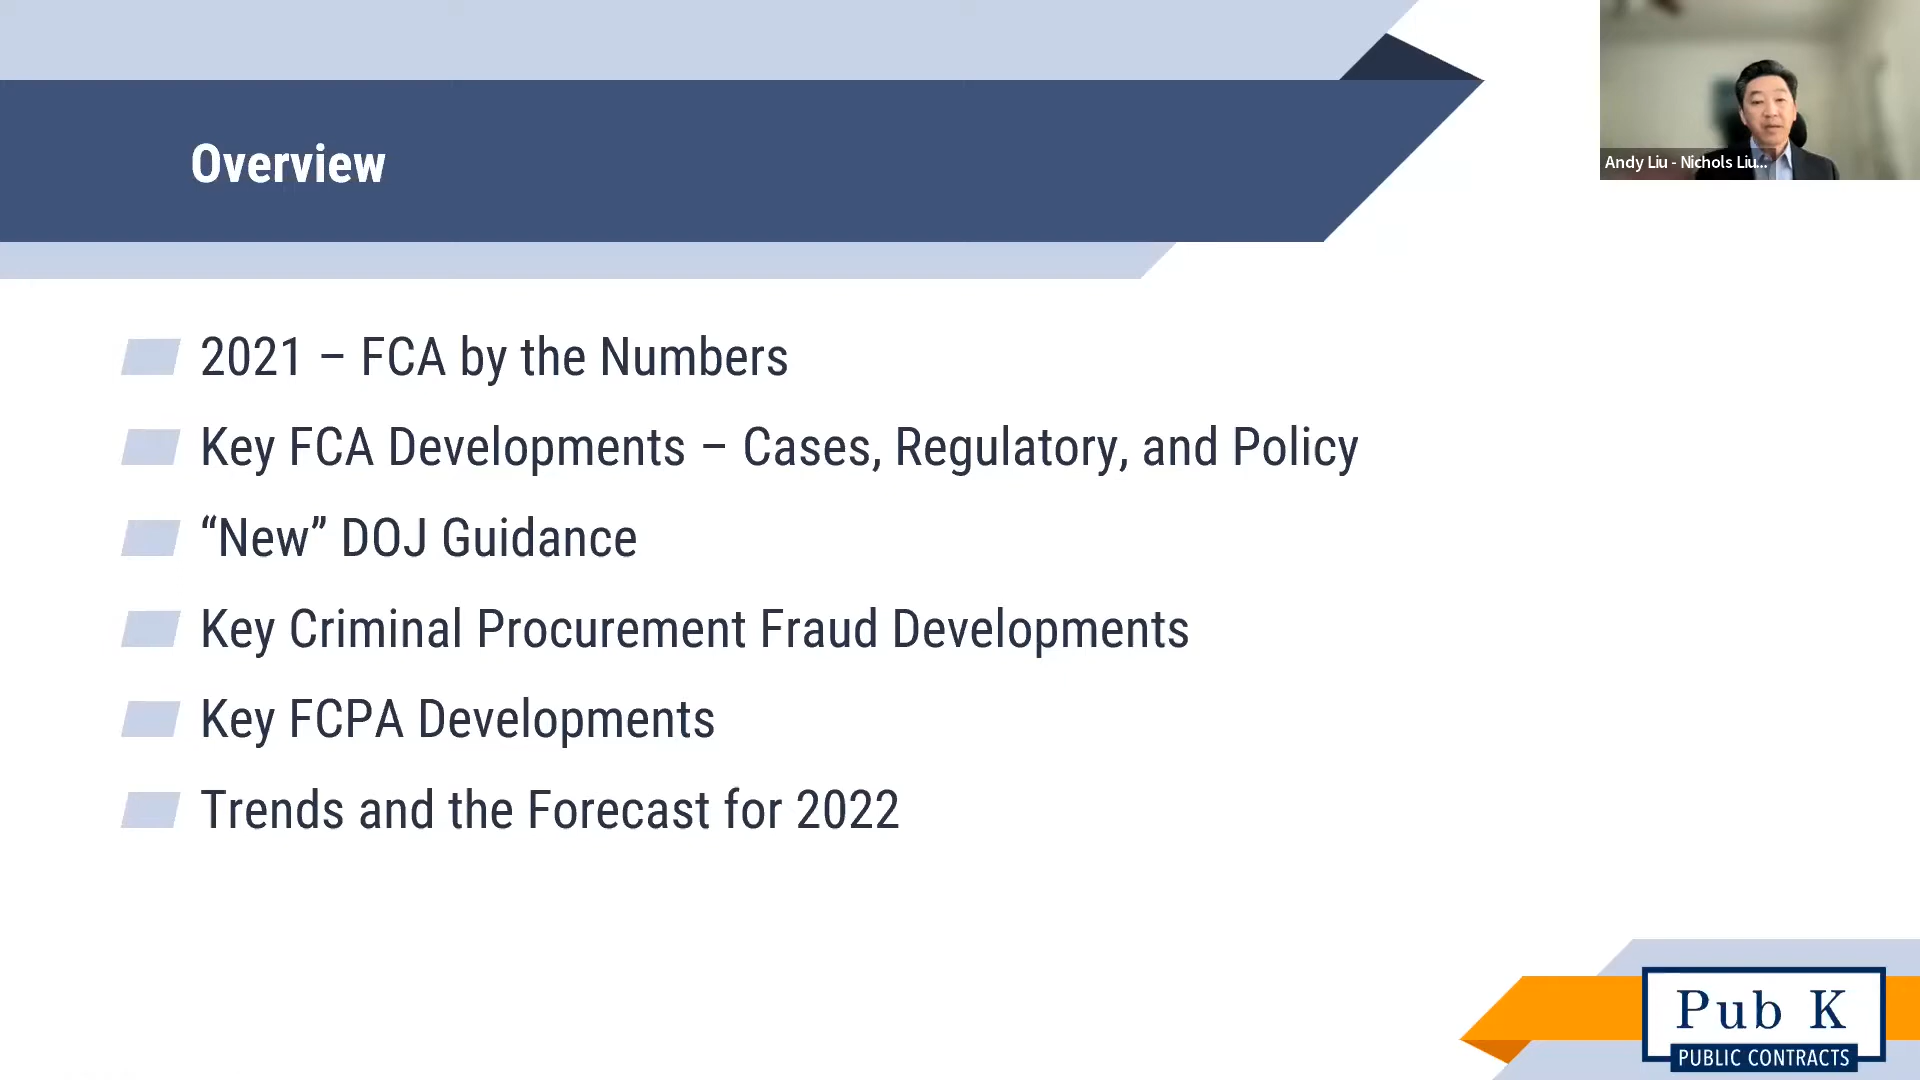 Overview
Andy Liu - Nichols Liu...
2021 – FCA by the Numbers
Key FCA Developments – Cases, Regulatory, and Policy
“New” DOJ Guidance
Key Criminal Procurement Fraud Developments
Key FCPA Developments
Trends and the Forecast for 2022
Pub K
PUBLIC CONTRACTS